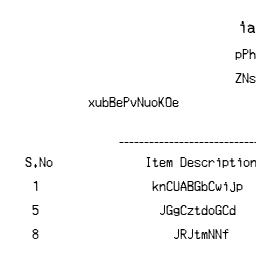 ia
pPh
ZNs
xubBePvNuoKOe
S.No Item Description
1 knCUABGbCwijp
5 JGgCztdoGCd
8 JRJtmNNf